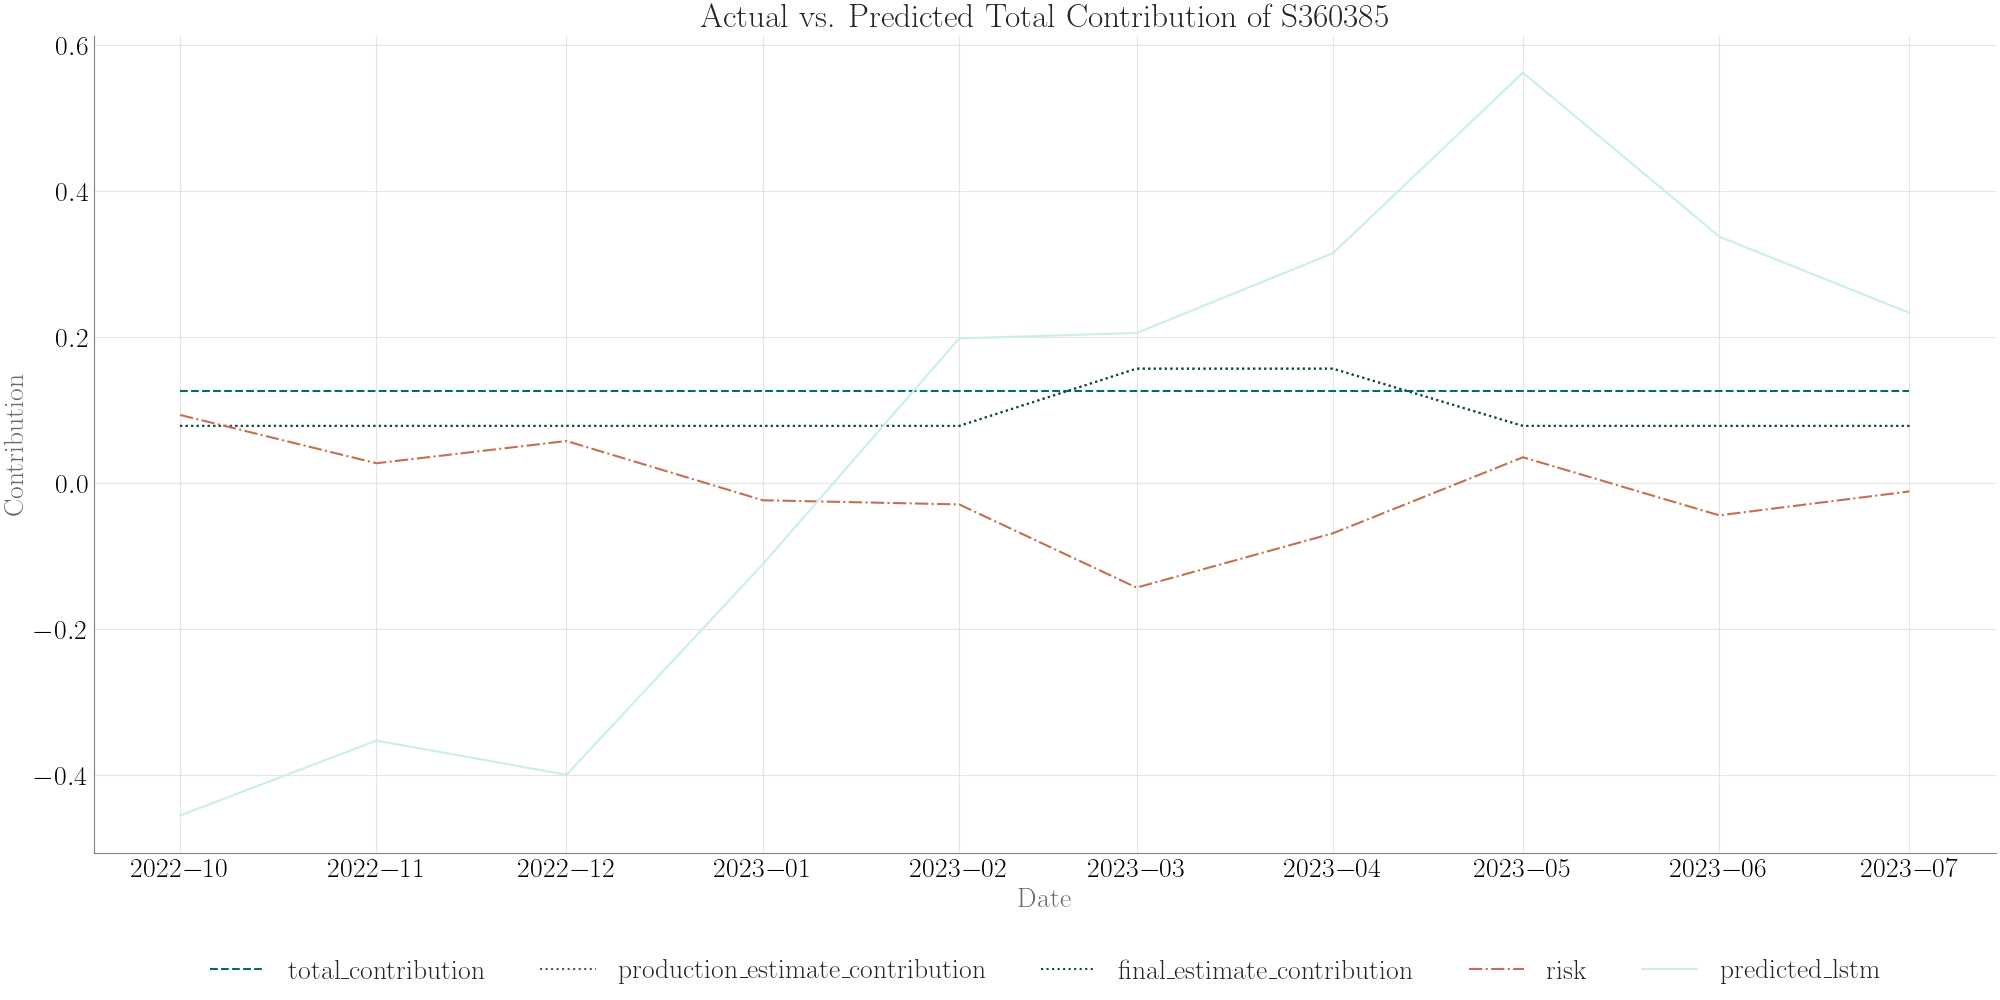 Actual vs. Predicted Total Contribution of S360385
0.6
0.4
0.2
0.0
−0.2
−0.4
Contribution
2022−10 2022−11 2022−12 2023−01 2023−02 2023−03 2023−04 2023−05 2023−06 2023−07
Date
total_contribution production_estimate_contribution final_estimate_contribution risk predicted_lstm